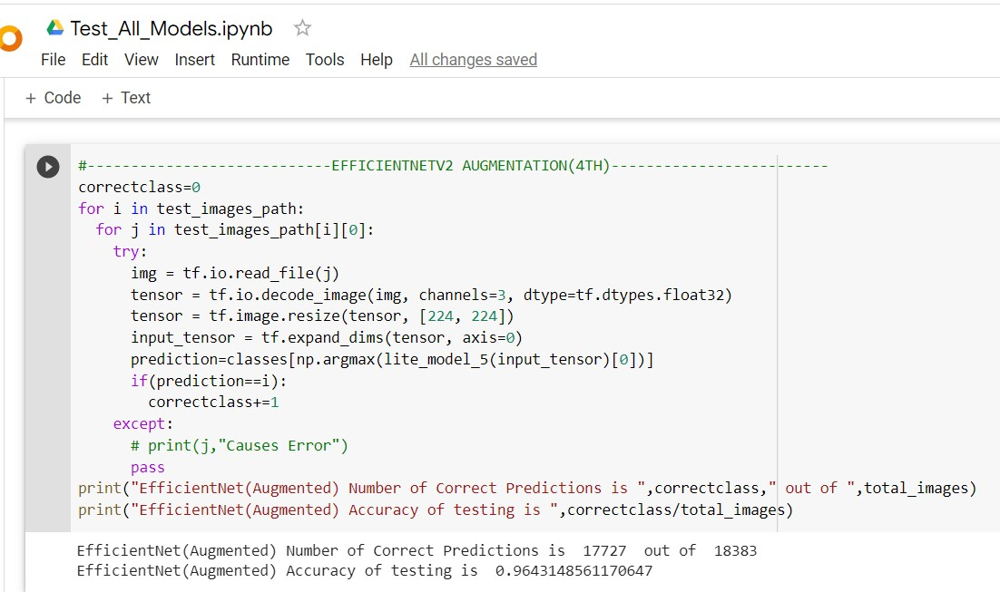 Test_All_Models.ipynb
File Edit View Insert Runtime Tools Help All changes saved
+ Code + Text
#----------------------------EFFICIENTNETV2 AUGMENTATION(4TH)-------------------------
correctclass=0
for i in test_images_path:
  for j in test_images_path[i][0]:
    try:
      img = tf.io.read_file(j)
      tensor = tf.io.decode_image(img, channels=3, dtype=tf.dtypes.float32)
      tensor = tf.image.resize(tensor, [224, 224])
      input_tensor = tf.expand_dims(tensor, axis=0)
      prediction=classes[np.argmax(lite_model_5(input_tensor)[0])]
      if(prediction==i):
        correctclass+=1
    except:
      # print(j,"Causes Error")
      pass
print("EfficientNet(Augmented) Number of Correct Predictions is ",correctclass," out of ",total_images)
print("EfficientNet(Augmented) Accuracy of testing is ",correctclass/total_images)
EfficientNet(Augmented) Number of Correct Predictions is  17727  out of  18383
EfficientNet(Augmented) Accuracy of testing is  0.9643148561170647